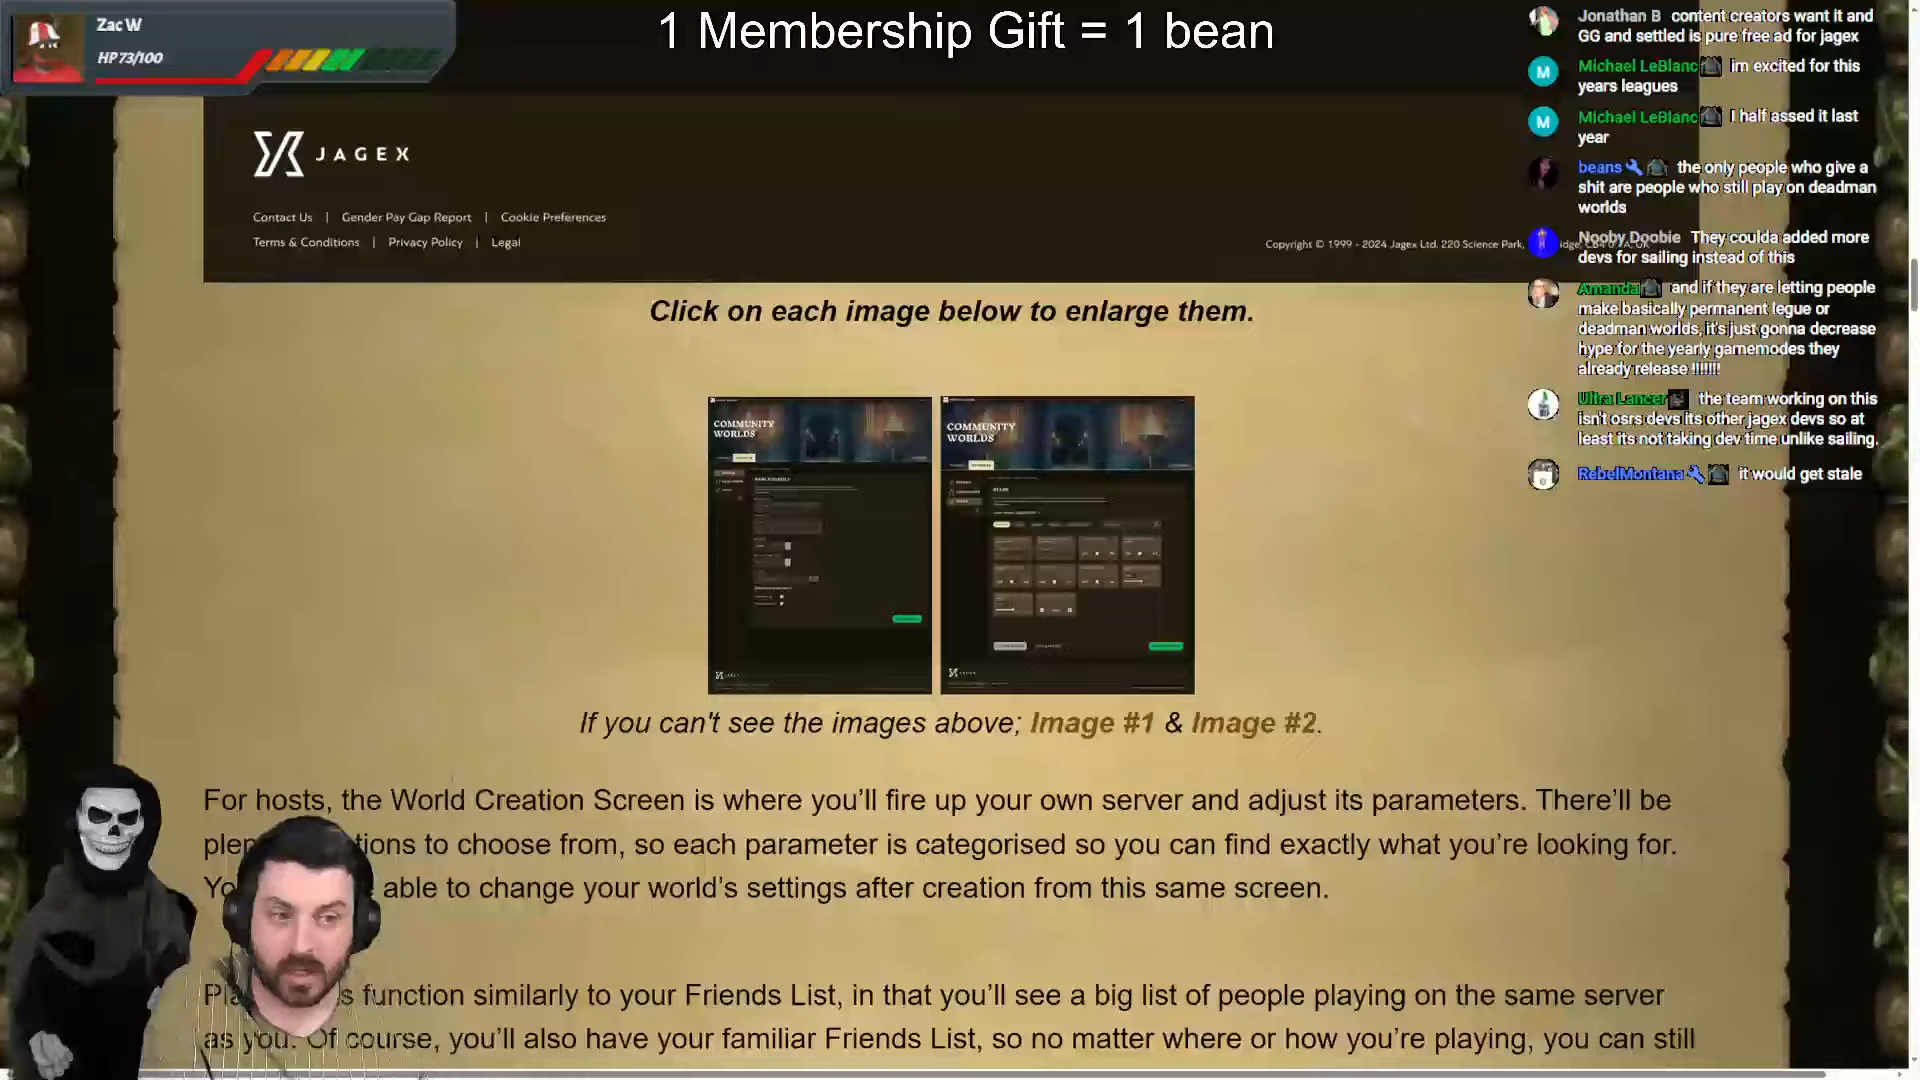 Zac W
HP 73/100
1 Membership Gift = 1 bean
JAGEX
Contact Us | Gender Pay Gap Report | Cookie Preferences
Terms & Conditions | Privacy Policy | Legal
Copyright © 1999 - 2024 Jagex Ltd. 220 Science Park,
Click on each image below to enlarge them.
COMMUNITY
WORLDS
COMMUNITY
WORLDS
If you can't see the images above; Image #1 & Image #2.
For hosts, the World Creation Screen is where you'll fire up your own server and adjust its parameters. There'll be
tions to choose from, so each parameter is categorised so you can find exactly what you're looking for.
able to change your world's settings after creation from this same screen.
function similarly to your Friends List, in that you'll see a big list of people playing on the same server
as you. Of course, you'll also have your familiar Friends List, so no matter where or how you're playing, you can still
Jonathan B content creators want it and
GG and settled is pure free ad for jagex
Michael LeBlanc im excited for this
years leagues
Michael LeBlanc I half assed it last
year
beans the only people who give a
shit are people who still play on deadman
worlds
Nooby Doobie They coulda added more
devs for sailing instead of this
Amanda and if they are letting people
make basically permanent legue or
deadman worlds, it's just gonna decrease
hype for the yearly gamemodes they
already release !!!!!!!
Ultra Lancer the team working on this
isn't osrs devs its other jagex devs so at
least its not taking dev time unlike sailing.
RebelMontana it would get stale